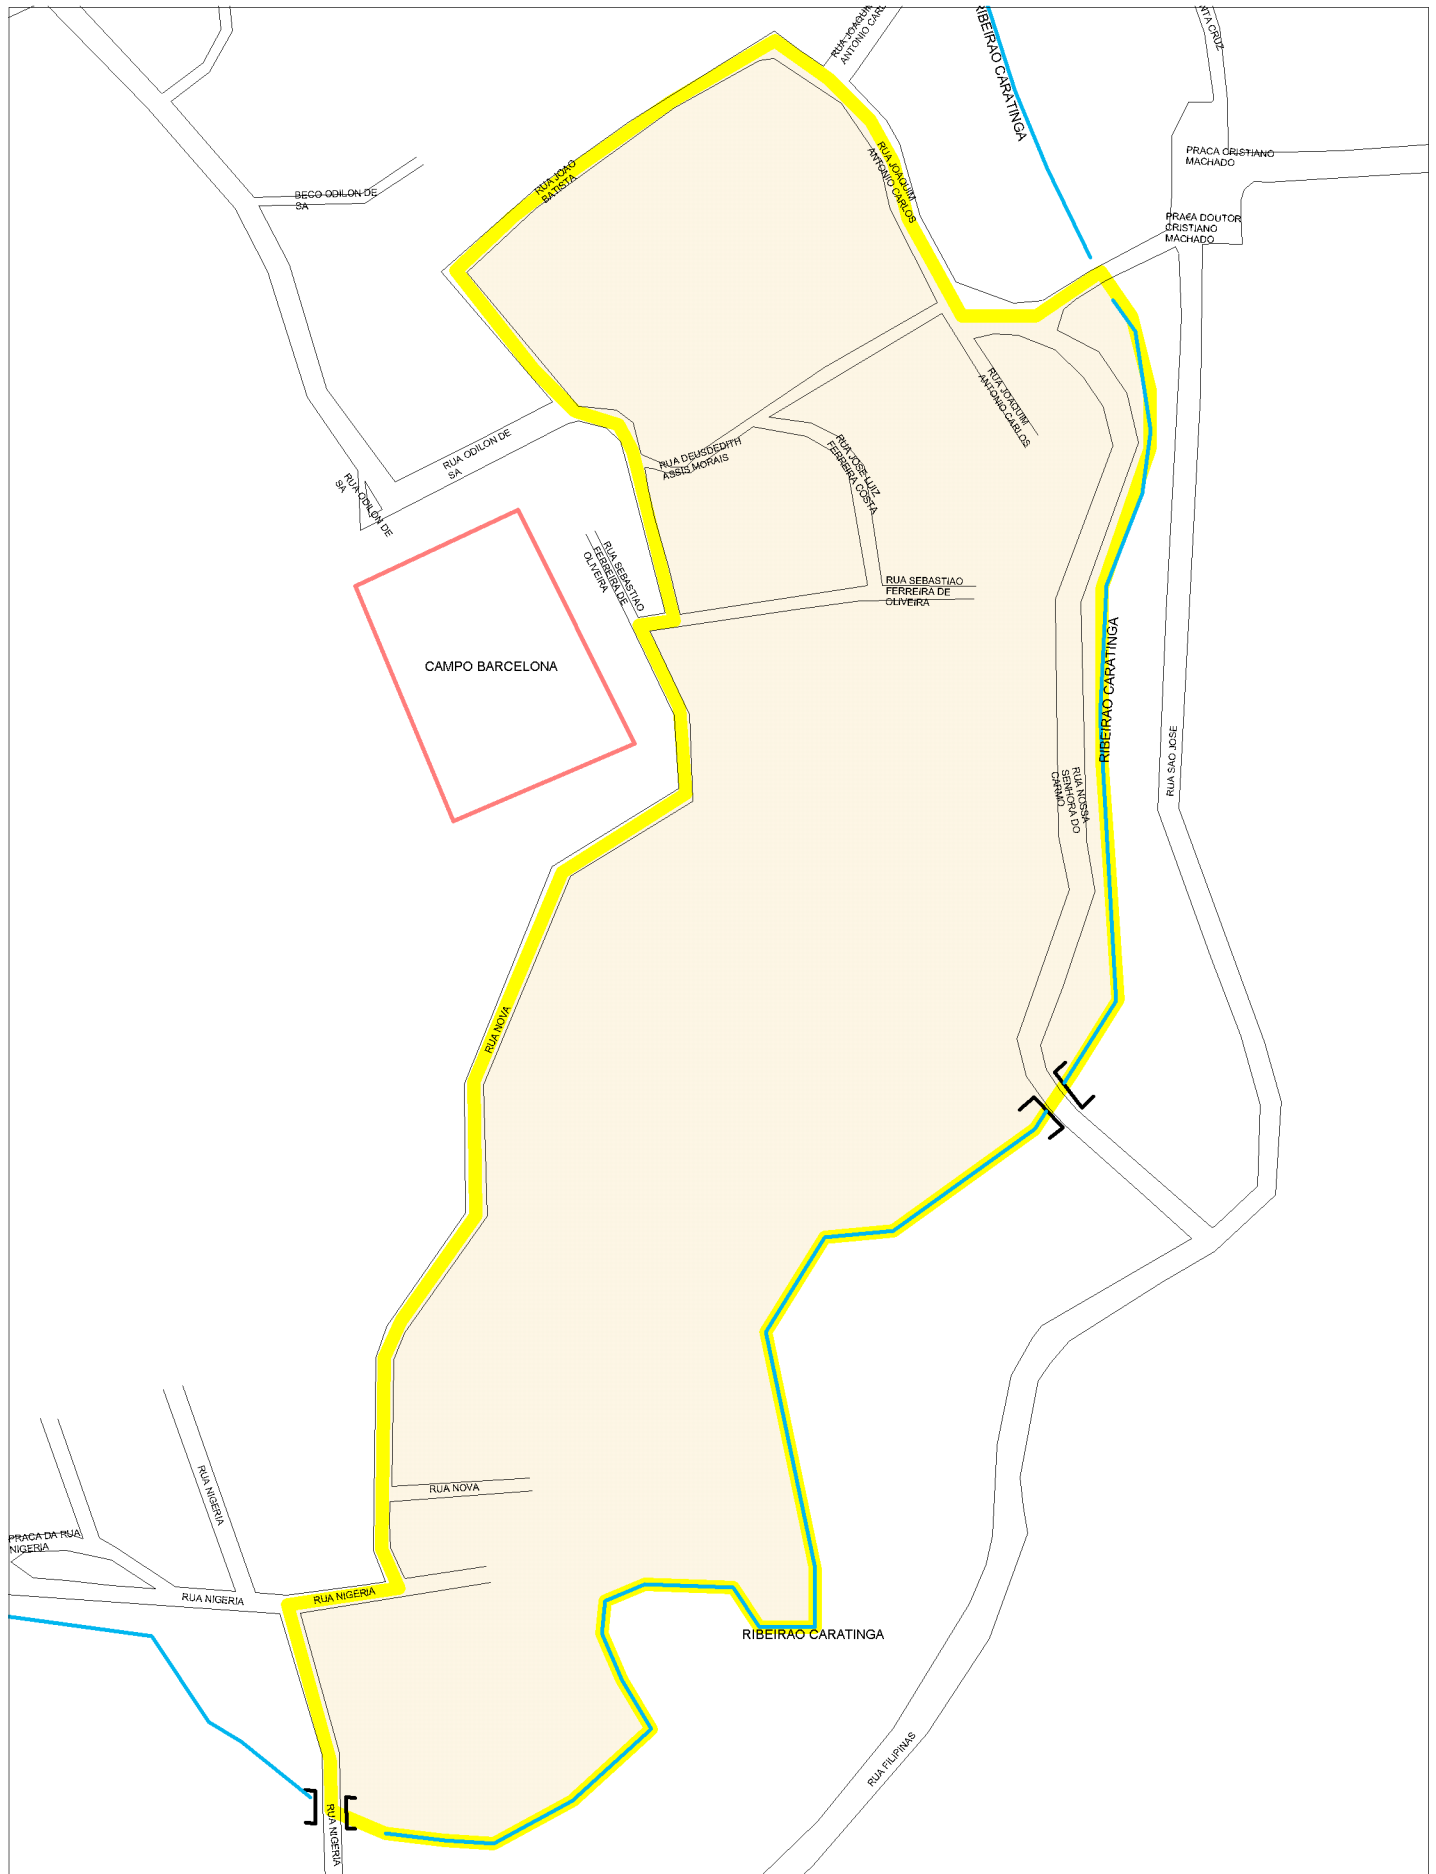 RUA JOAQUIM
ANTONIO CARL
RIBEIRAO CARATINGA
NTA CRUZ
PRACA CRISTIANO
MACHADO
RUA JOAQUIM
ANTONIO CARLOS
RUA JOAO
BATISTA
BECO ODILON DE
SA
PRACA DOUTOR
CRISTIANO
MACHADO
RUA JOAQUIM
ANTONIO CARLOS
RUA ODILON DE
SA
RUA DEUSDEDITH
ASSIS MORAIS
RUA JOSE LUIZ
FERREIRA COSTA
RUA ODILON DE
SA
RUA SEBASTIAO
FERREIRA DE
OLIVEIRA
RUA SEBASTIAO
FERREIRA DE
OLIVEIRA
CAMPO BARCELONA
RIBEIRAO CARATINGA
RUA SAO JOSE
RUA NOSSA
SENHORA DO
CARMO
RUA NOVA
RUA NOVA
RUA NIGERIA
PRACA DA RUA
NIGERIA
RUA NIGERIA
RUA NIGERIA
RIBEIRAO CARATINGA
RUA FILIPINAS
RUA NIGERIA